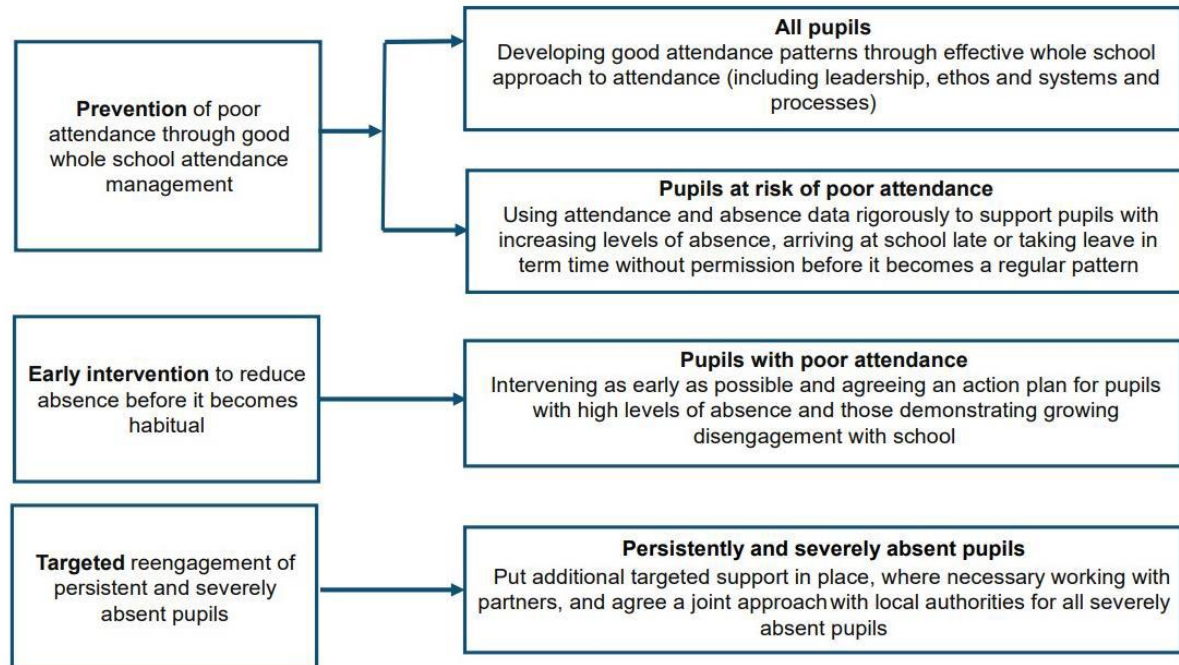 Prevention of poor
attendance through good
whole school attendance
management
All pupils
Developing good attendance patterns through effective whole school
approach to attendance (including leadership, ethos and systems and
processes)
Pupils at risk of poor attendance
Using attendance and absence data rigorously to support pupils with
increasing levels of absence, arriving at school late or taking leave in
term time without permission before it becomes a regular pattern
Early intervention to reduce
absence before it becomes
habitual
Pupils with poor attendance
Intervening as early as possible and agreeing an action plan for pupils
with high levels of absence and those demonstrating growing
disengagement with school
Targeted reengagement of
persistent and severely
absent pupils
Persistently and severely absent pupils
Put additional targeted support in place, where necessary working with
partners, and agree a joint approach with local authorities for all severely
absent pupils